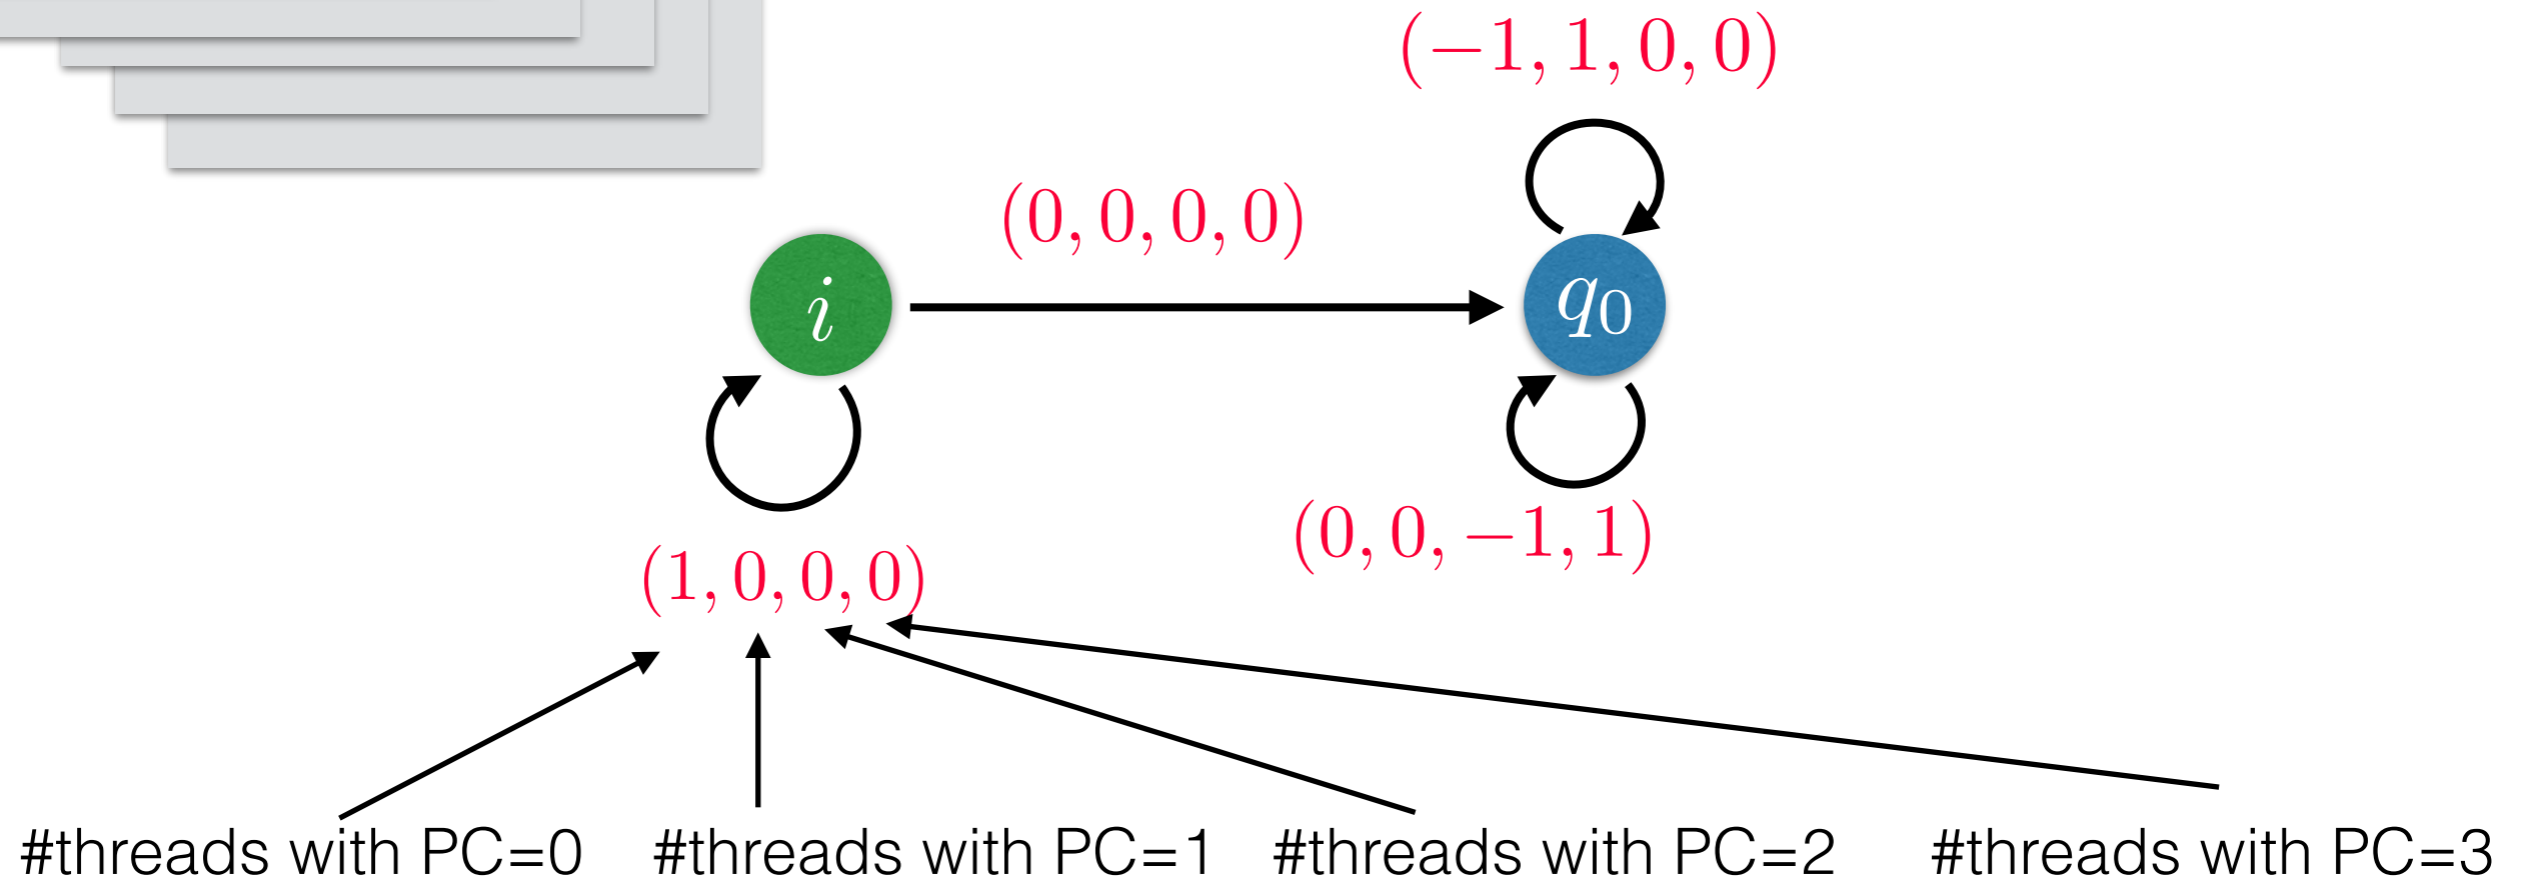 (−1, 1, 0, 0)
(0, 0, 0, 0)
i
q0
(0, 0, −1, 1)
(1, 0, 0, 0)
#threads with PC=0
#threads with PC=1
#threads with PC=2
#threads with PC=3